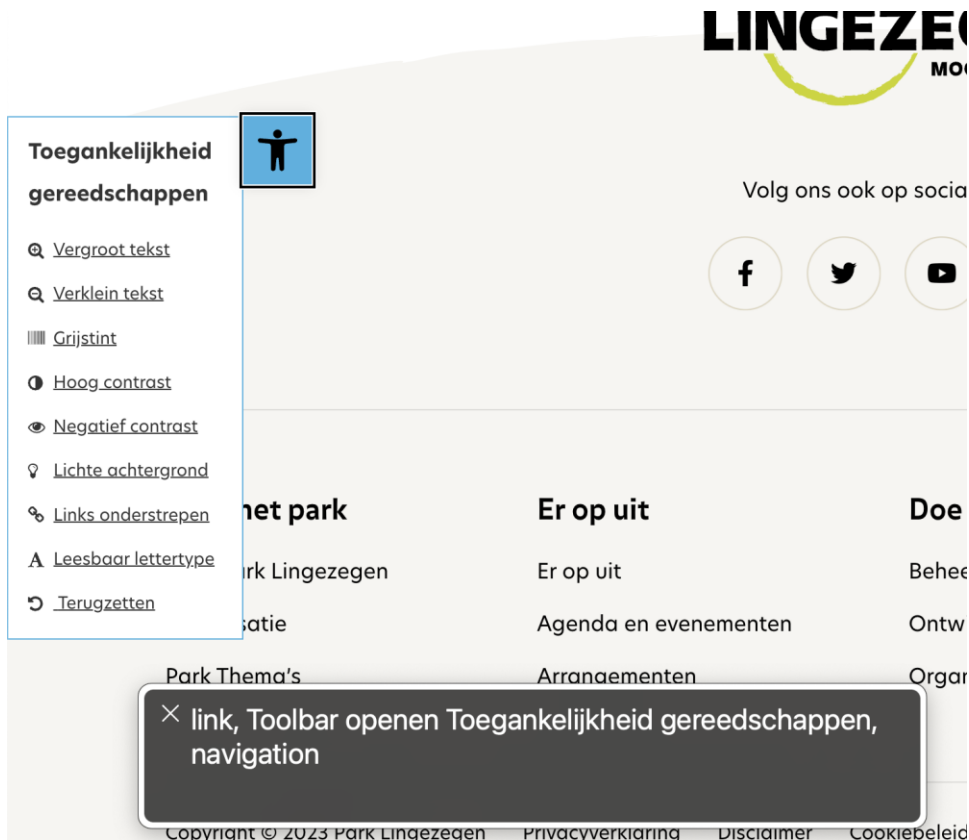 LINGEZE
MOO
Toegankelijkheid
gereedschappen
Vergroot tekst
Verklein tekst
Grijstint
Hoog contrast
Negatief contrast
Lichte achtergrond
Links onderstrepen
Leesbaar lettertype
Terugzetten
Volg ons ook op socia
het park
rk Lingezegen
satie
Park Thema's
Er op uit
Er op uit
Agenda en evenementen
Arrangementen
Doe
Behee
Ontw
Organ
link, Toolbar openen Toegankelijkheid gereedschappen,
navigation
Copyright © 2023 Park Lingezegen Privacyverklaring Disclaimer Cookiebeleid